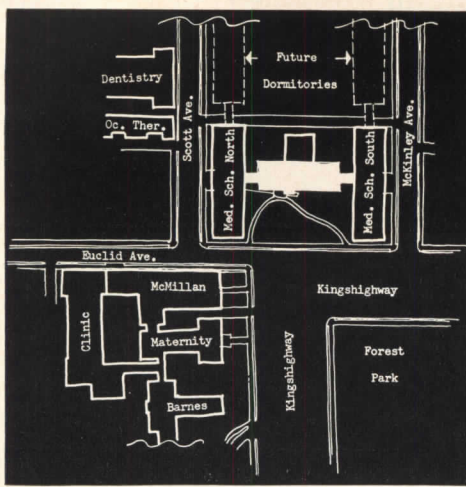 Future
Dormitories
Dentistry
Oc. Ther.
Scott Ave.
Med. Sch. North
Med. Sch. South
McKinley Ave.
Euclid Ave.
McMillan
Kingshighway
Clinic
Maternity
Kingshighway
Forest
Park
Barnes